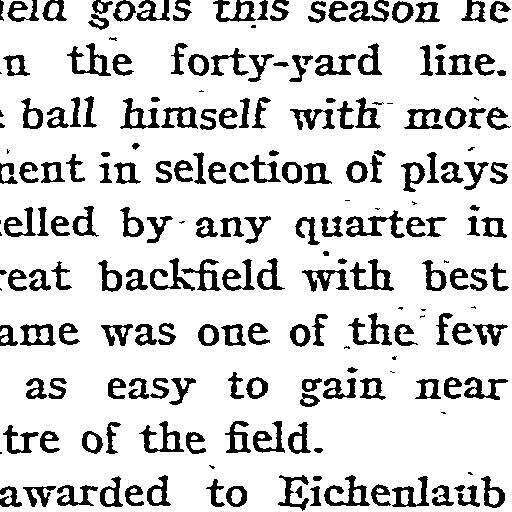 ield goals this season he
n the forty-yard line.
ball himself with more
nent in selection of plays
elled by any quarter in
reat backfield with best
ame was one of the few
as easy to gain near
tre of the field.
awarded to Eichenlaub